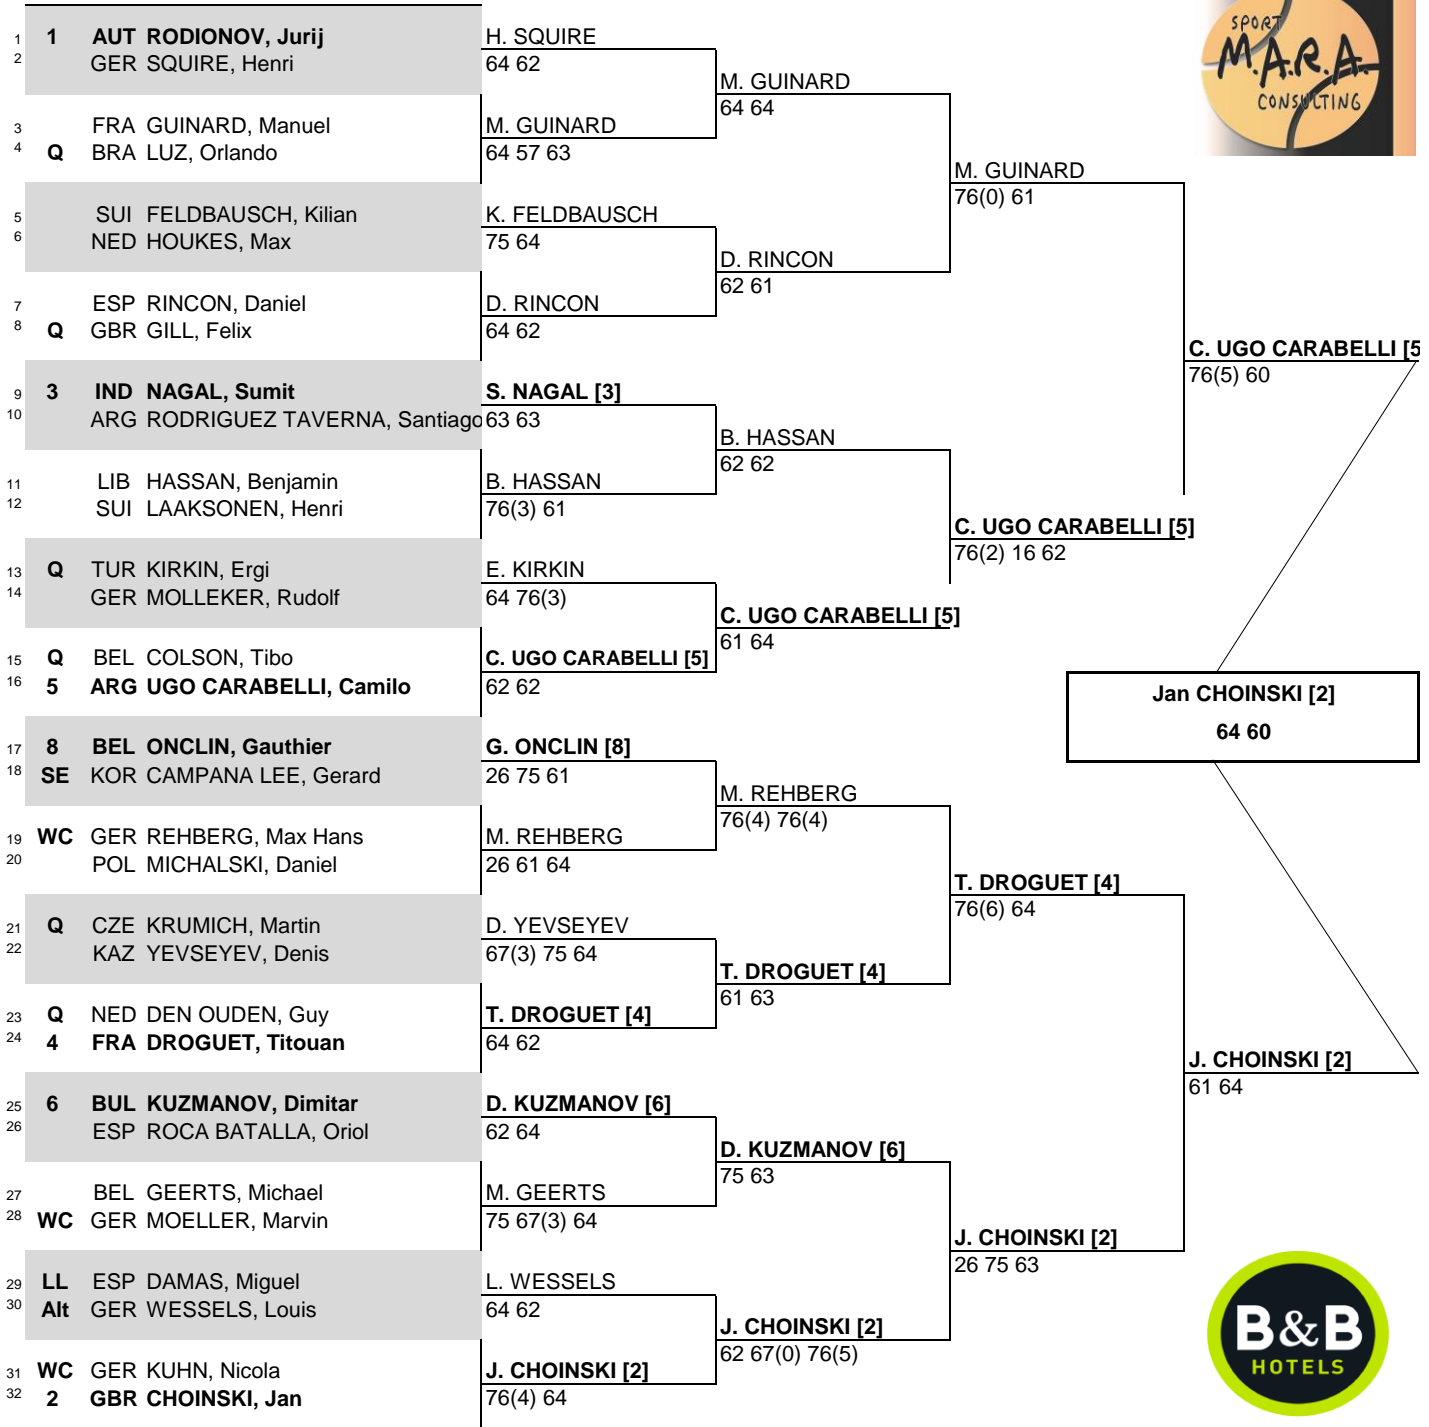 SPORT
M.A.R.A.
CONSULTING
1 1 AUT RODIONOV, Jurij
2 GER SQUIRE, Henri
H. SQUIRE
64 62
M. GUINARD
64 64
3 FRA GUINARD, Manuel
4 Q BRA LUZ, Orlando
M. GUINARD
64 57 63
M. GUINARD
76(0) 61
5 SUI FELDBAUSCH, Kilian
6 NED HOUKES, Max
K. FELDBAUSCH
75 64
D. RINCON
62 61
7 ESP RINCON, Daniel
8 Q GBR GILL, Felix
D. RINCON
64 62
C. UGO CARABELLI [5
76(5) 60
9 3 IND NAGAL, Sumit
10 ARG RODRIGUEZ TAVERNA, Santiago
S. NAGAL [3]
63 63
B. HASSAN
62 62
11 LIB HASSAN, Benjamin
12 SUI LAAKSONEN, Henri
B. HASSAN
76(3) 61
C. UGO CARABELLI [5]
76(2) 16 62
13 Q TUR KIRKIN, Ergi
14 GER MOLLEKER, Rudolf
E. KIRKIN
64 76(3)
C. UGO CARABELLI [5]
61 64
15 Q BEL COLSON, Tibo
16 5 ARG UGO CARABELLI, Camilo
C. UGO CARABELLI [5]
62 62
Jan CHOINSKI [2]
64 60
17 8 BEL ONCLIN, Gauthier
18 SE KOR CAMPANA LEE, Gerard
G. ONCLIN [8]
26 75 61
M. REHBERG
76(4) 76(4)
19 WC GER REHBERG, Max Hans
20 POL MICHALSKI, Daniel
M. REHBERG
26 61 64
T. DROGUET [4]
76(6) 64
21 Q CZE KRUMICH, Martin
22 KAZ YEVSEYEV, Denis
D. YEVSEYEV
67(3) 75 64
T. DROGUET [4]
61 63
23 Q NED DEN OUDEN, Guy
24 4 FRA DROGUET, Titouan
T. DROGUET [4]
64 62
J. CHOINSKI [2]
61 64
25 6 BUL KUZMANOV, Dimitar
26 ESP ROCA BATALLA, Oriol
D. KUZMANOV [6]
62 64
D. KUZMANOV [6]
75 63
27 BEL GEERTS, Michael
28 WC GER MOELLER, Marvin
M. GEERTS
75 67(3) 64
J. CHOINSKI [2]
26 75 63
29 LL ESP DAMAS, Miguel
30 Alt GER WESSELS, Louis
L. WESSELS
64 62
J. CHOINSKI [2]
62 67(0) 76(5)
31 WC GER KUHN, Nicola
32 2 GBR CHOINSKI, Jan
J. CHOINSKI [2]
76(4) 64
B&B
HOTELS